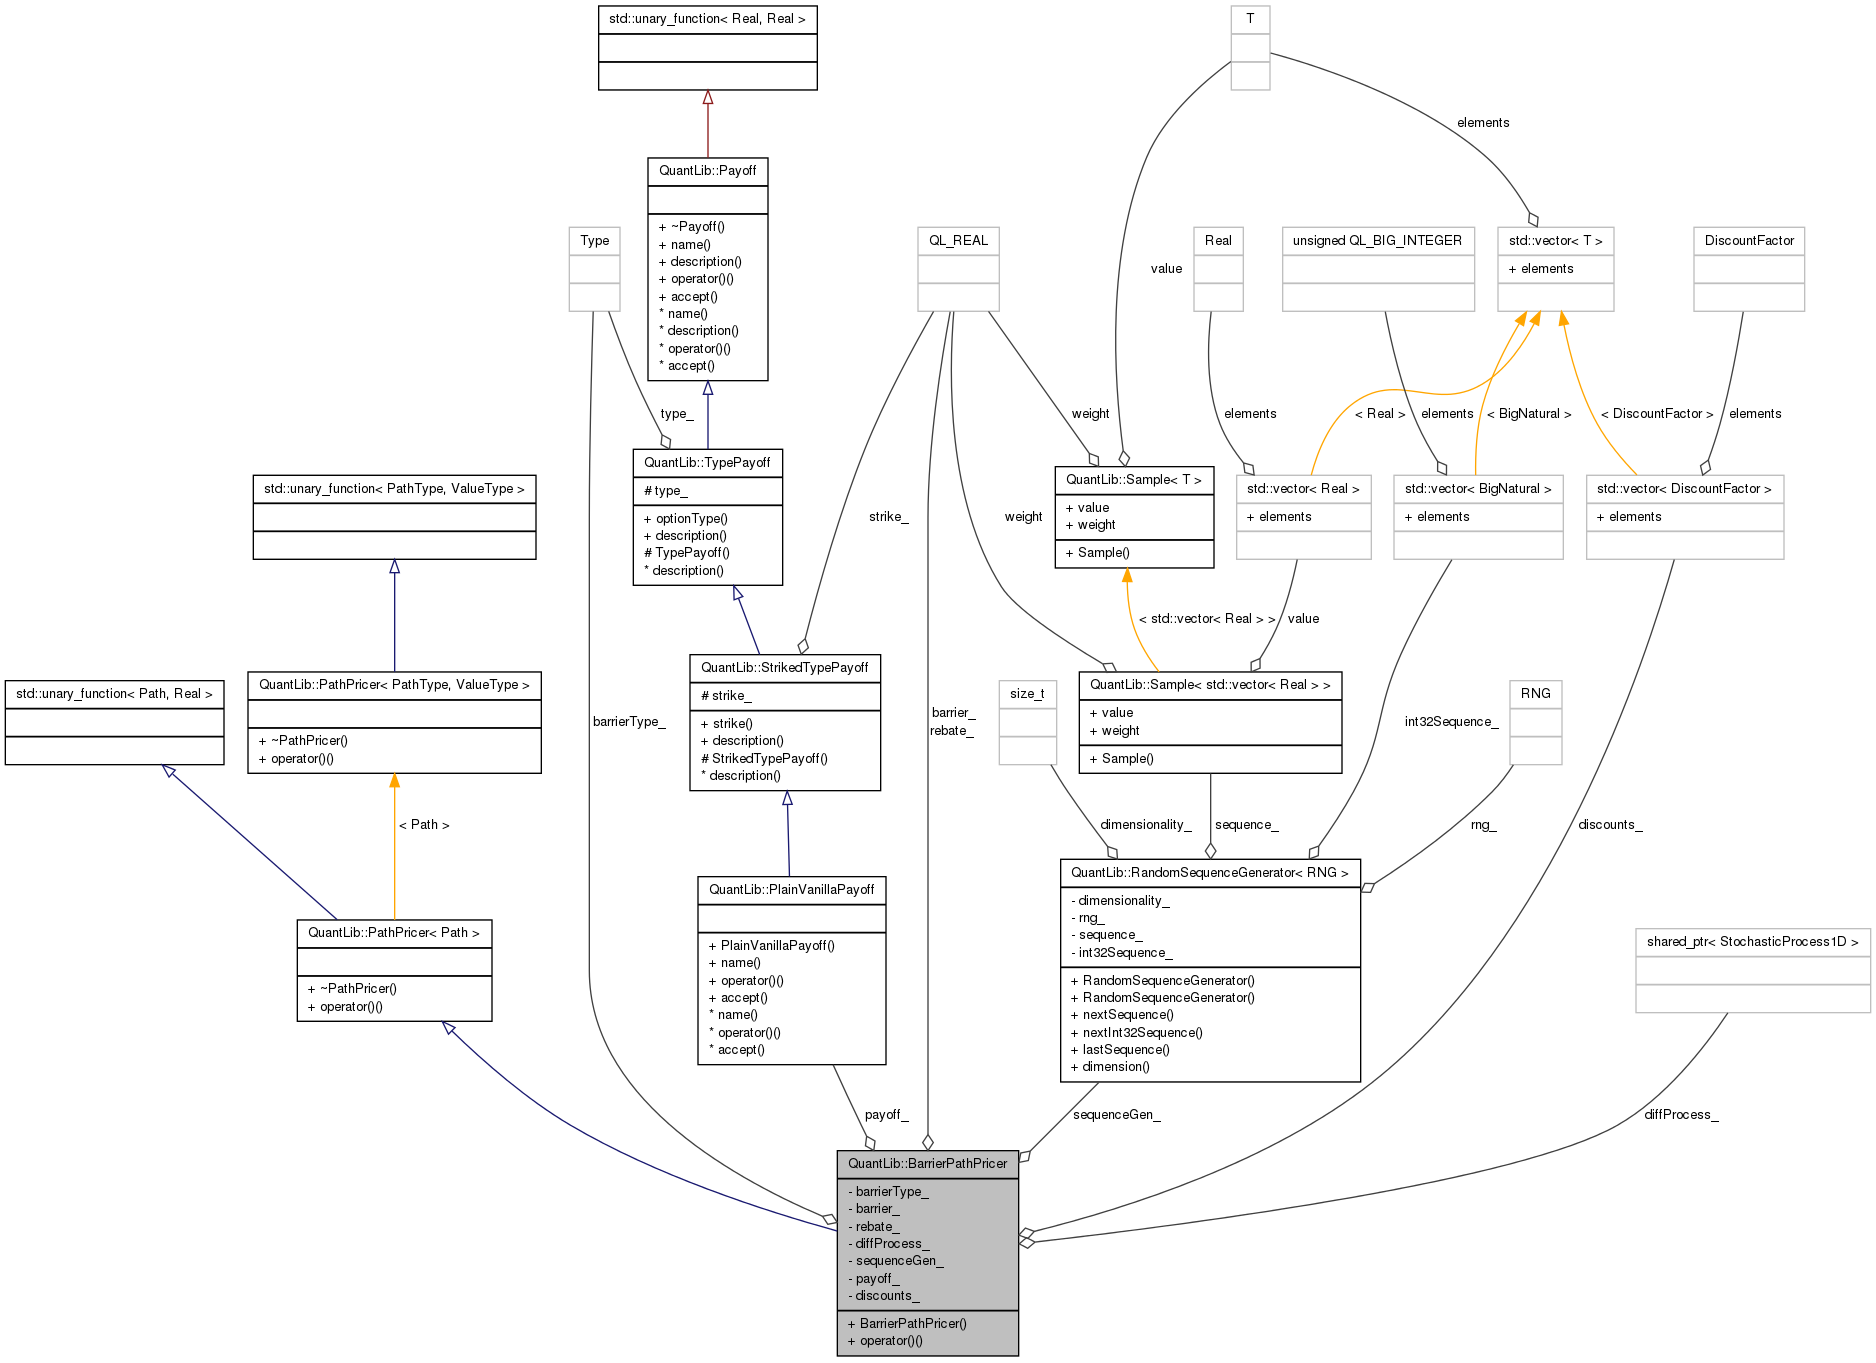 std::unary_function< Real, Real >
T
elements
QuantLib::Payoff
+ ~Payoff()
+ name()
+ description()
+ operator()()
+ accept()
* name()
* description()
* operator()()
* accept()
Type
QL_REAL
value
Real
unsigned QL_BIG_INTEGER
std::vector< T >
+ elements
DiscountFactor
type_
weight
elements
< Real >
elements
< BigNatural >
< DiscountFactor >
elements
std::unary_function< PathType, ValueType >
QuantLib::TypePayoff
# type_
+ optionType()
+ description()
# TypePayoff()
* description()
strike_
weight
QuantLib::Sample< T >
+ value
+ weight
+ Sample()
std::vector< Real >
+ elements
std::vector< BigNatural >
+ elements
std::vector< DiscountFactor >
+ elements
< std::vector< Real > >
value
std::unary_function< Path, Real >
QuantLib::PathPricer< PathType, ValueType >
+ ~PathPricer()
+ operator()()
barrierType_
QuantLib::StrikedTypePayoff
# strike_
+ strike()
+ description()
# StrikedTypePayoff()
* description()
barrier_
rebate_
size_t
QuantLib::Sample< std::vector< Real > >
+ value
+ weight
+ Sample()
int32Sequence_
RNG
< Path >
dimensionality_
sequence_
rng_
discounts_
QuantLib::PathPricer< Path >
+ ~PathPricer()
+ operator()()
QuantLib::PlainVanillaPayoff
+ PlainVanillaPayoff()
+ name()
+ operator()()
+ accept()
* name()
* operator()()
* accept()
QuantLib::RandomSequenceGenerator< RNG >
- dimensionality_
- rng_
- sequence_
- int32Sequence_
+ RandomSequenceGenerator()
+ RandomSequenceGenerator()
+ nextSequence()
+ nextInt32Sequence()
+ lastSequence()
+ dimension()
shared_ptr< StochasticProcess1D >
payoff_
sequenceGen_
diffProcess_
QuantLib::BarrierPathPricer
- barrierType_
- barrier_
- rebate_
- diffProcess_
- sequenceGen_
- payoff_
- discounts_
+ BarrierPathPricer()
+ operator()()